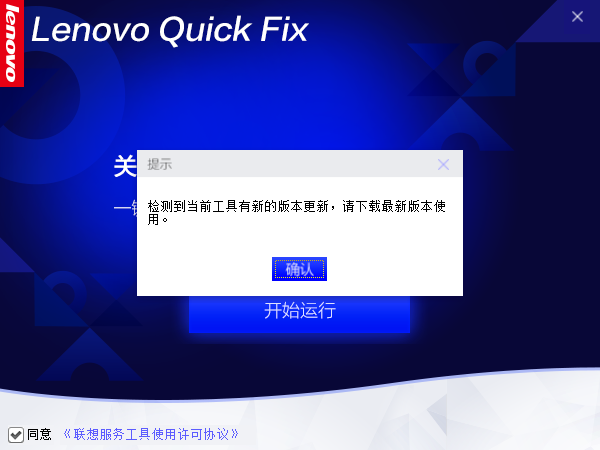 lenovo
Lenovo Quick Fix
关
一键
提示
检测到当前工具有新的版本更新，请下载最新版本使
用。
确认
开始运行
同意 《联想服务工具使用许可协议》